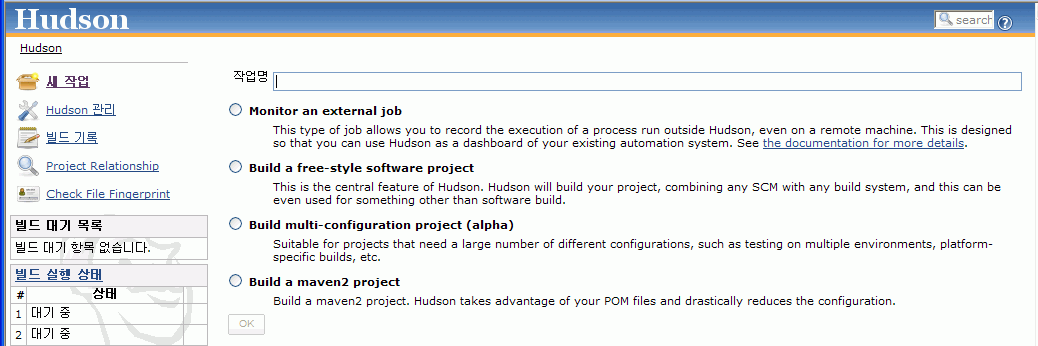 Hudson
search
?
Hudson
새 작업
Hudson 관리
빌드 기록
Project Relationship
Check File Fingerprint
빌드 대기 목록
빌드 대기 항목 없습니다.
빌드 실행 상태
# 상태
1 대기 중
2 대기 중
작업명
Monitor an external job
This type of job allows you to record the execution of a process run outside Hudson, even on a remote machine. This is designed
so that you can use Hudson as a dashboard of your existing automation system. See the documentation for more details.
Build a free-style software project
This is the central feature of Hudson. Hudson will build your project, combining any SCM with any build system, and this can be
even used for something other than software build.
Build multi-configuration project (alpha)
Suitable for projects that need a large number of different configurations, such as testing on multiple environments, platform-
specific builds, etc.
Build a maven2 project
Build a maven2 project. Hudson takes advantage of your POM files and drastically reduces the configuration.
OK